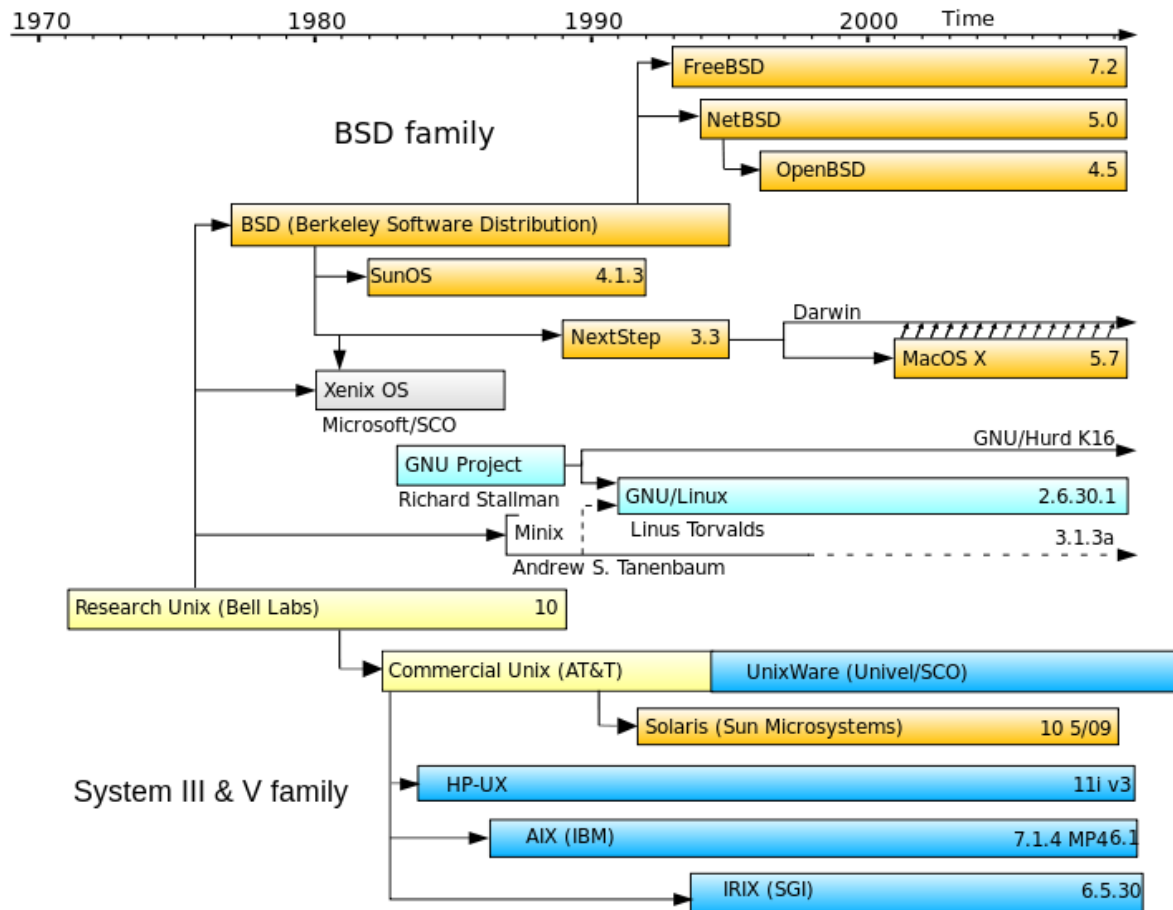 1970 1980 1990 2000 Time
FreeBSD 7.2
BSD family
NetBSD 5.0
OpenBSD 4.5
BSD (Berkeley Software Distribution)
SunOS 4.1.3
Darwin
NextStep 3.3
MacOS X 5.7
Xenix OS
Microsoft/SCO
GNU/Hurd K16
GNU Project
Richard Stallman
GNU/Linux 2.6.30.1
Linus Torvalds
Minix
3.1.3a
Andrew S. Tanenbaum
Research Unix (Bell Labs) 10
Commercial Unix (AT&T)
UnixWare (Univel/SCO)
Solaris (Sun Microsystems) 10 5/09
System III & V family
HP-UX 11i v3
AIX (IBM) 7.1.4 MP46.1
IRIX (SGI) 6.5.30